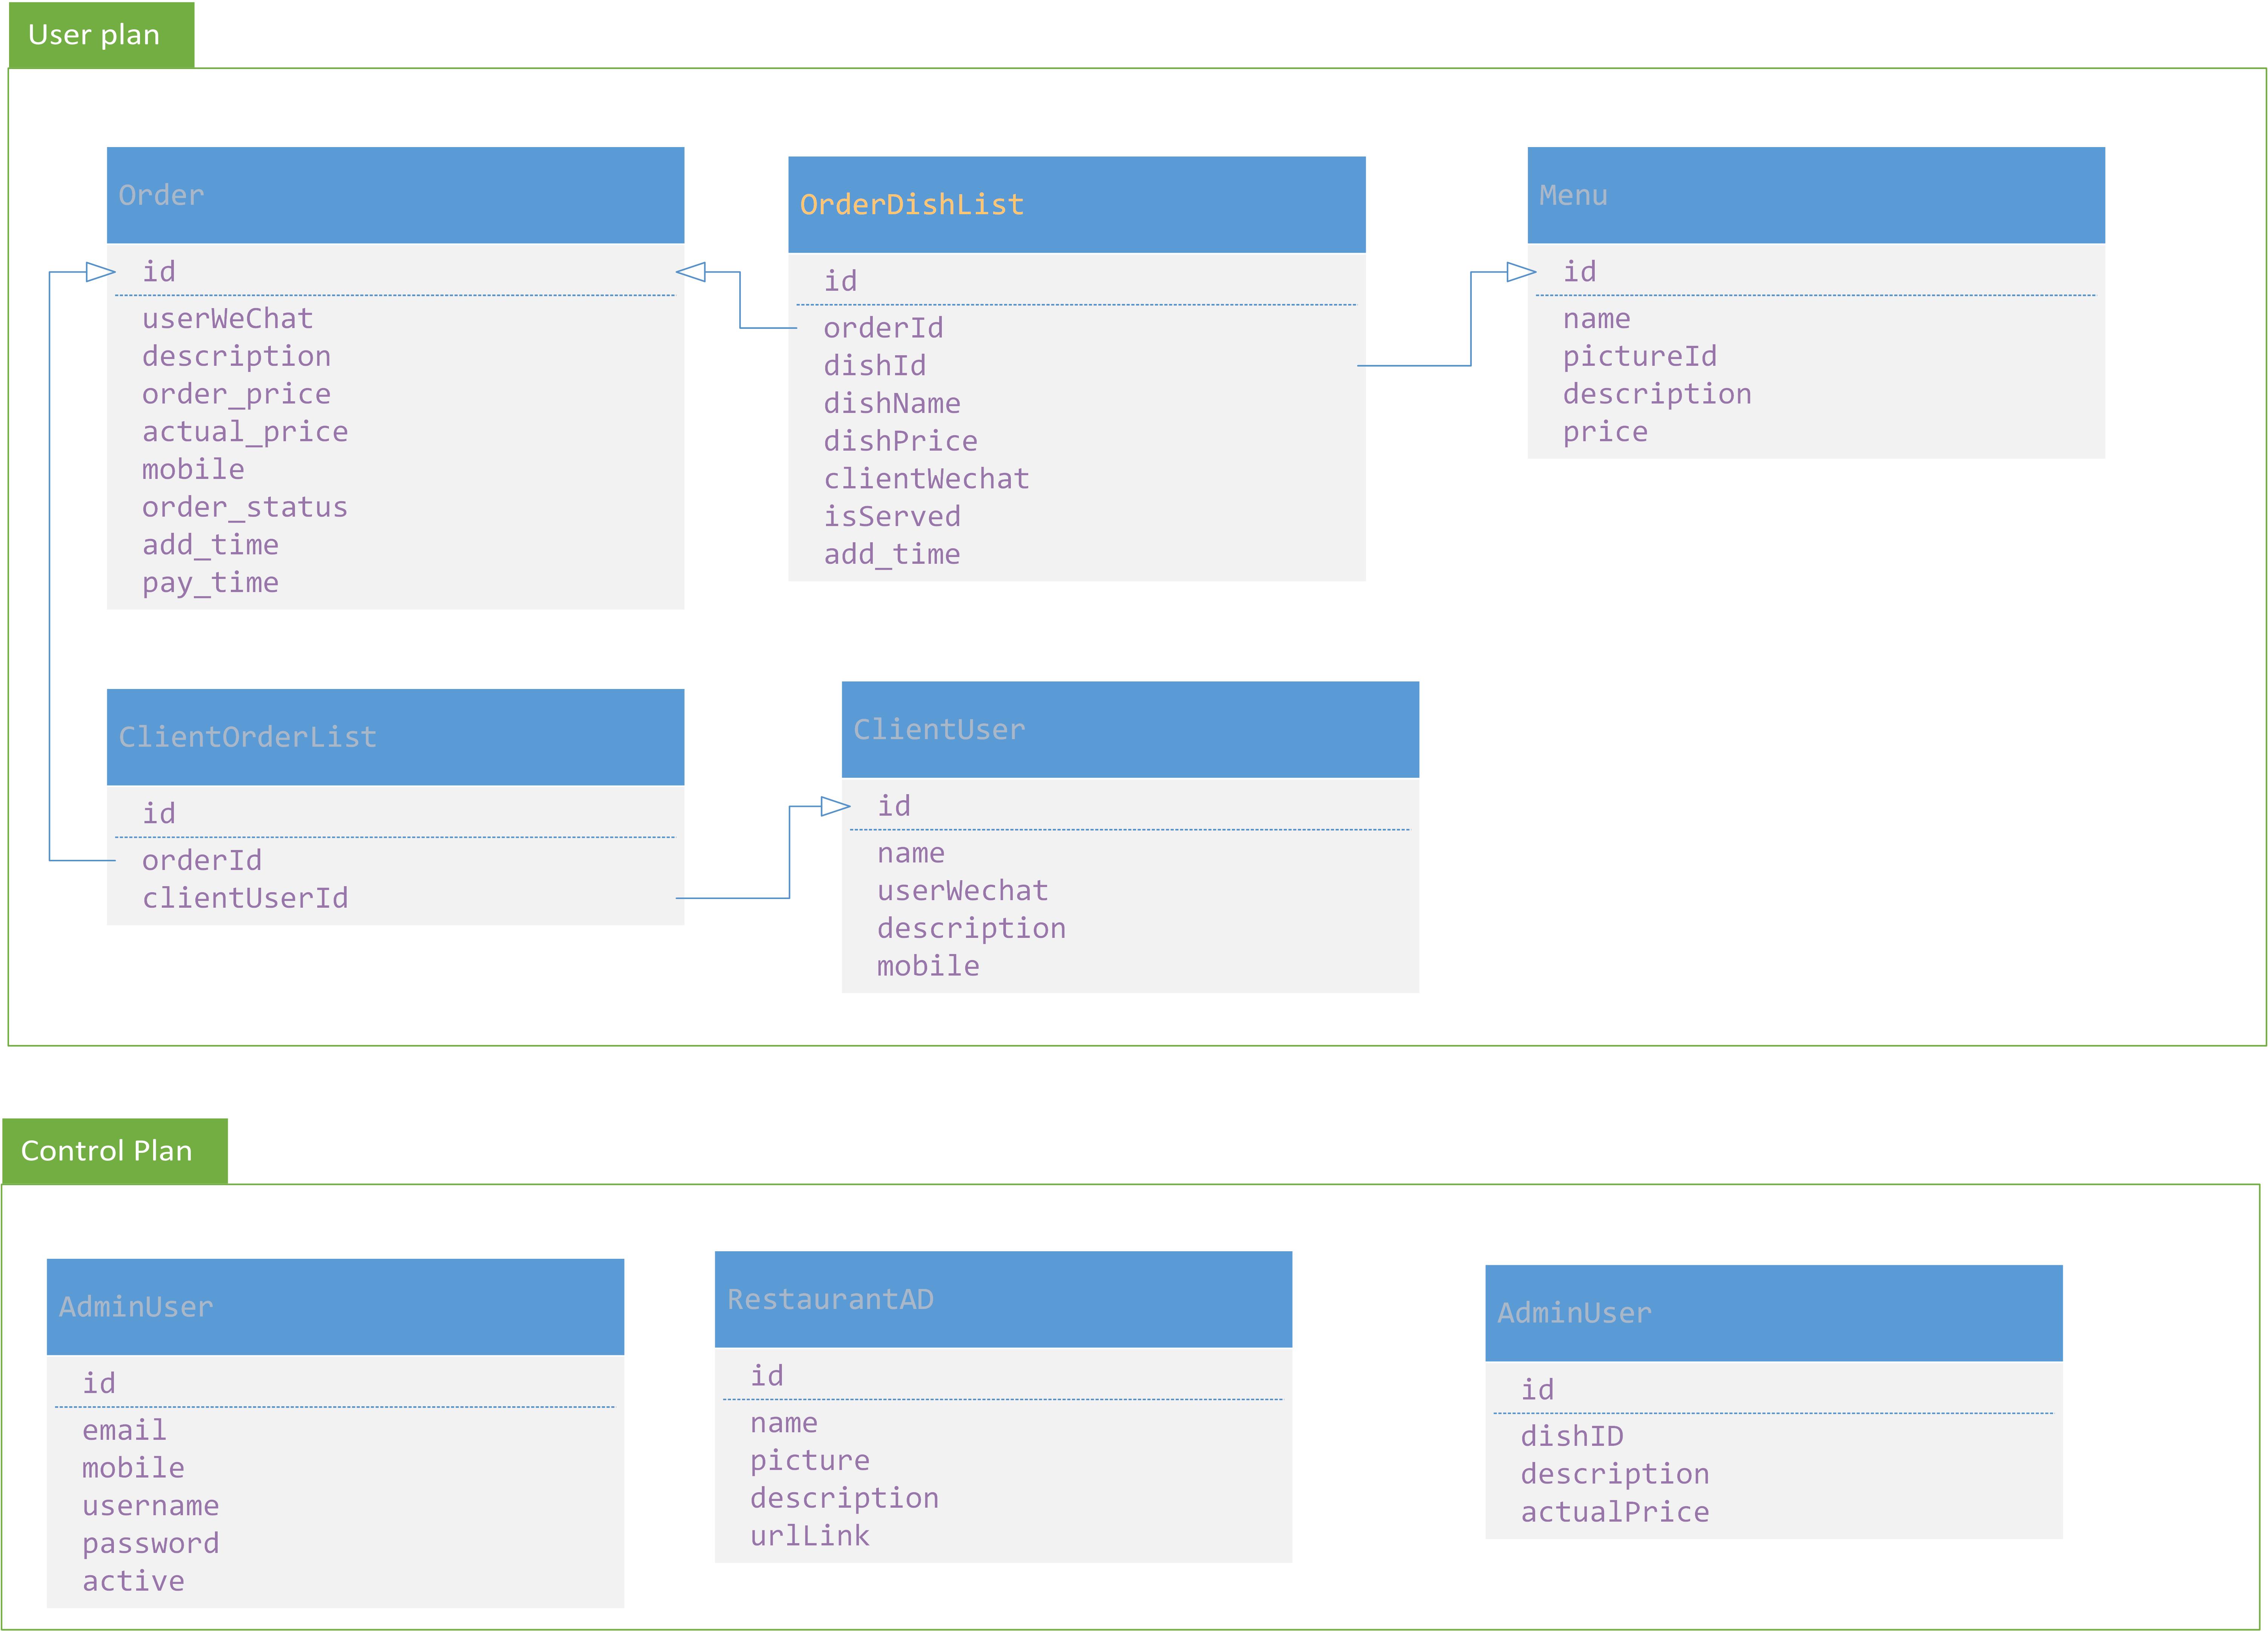 User plan
Order
id
userWeChat
description
order_price
actual_price
mobile
order_status
add_time
pay_time
OrderDishList
id
orderId
dishId
dishName
dishPrice
clientWechat
isServed
add_time
Menu
id
name
pictureId
description
price
ClientOrderList
id
orderId
clientUserId
ClientUser
id
name
userWechat
description
mobile
Control Plan
AdminUser
id
email
mobile
username
password
active
RestaurantAD
id
name
picture
description
urlLink
AdminUser
id
dishID
description
actualPrice